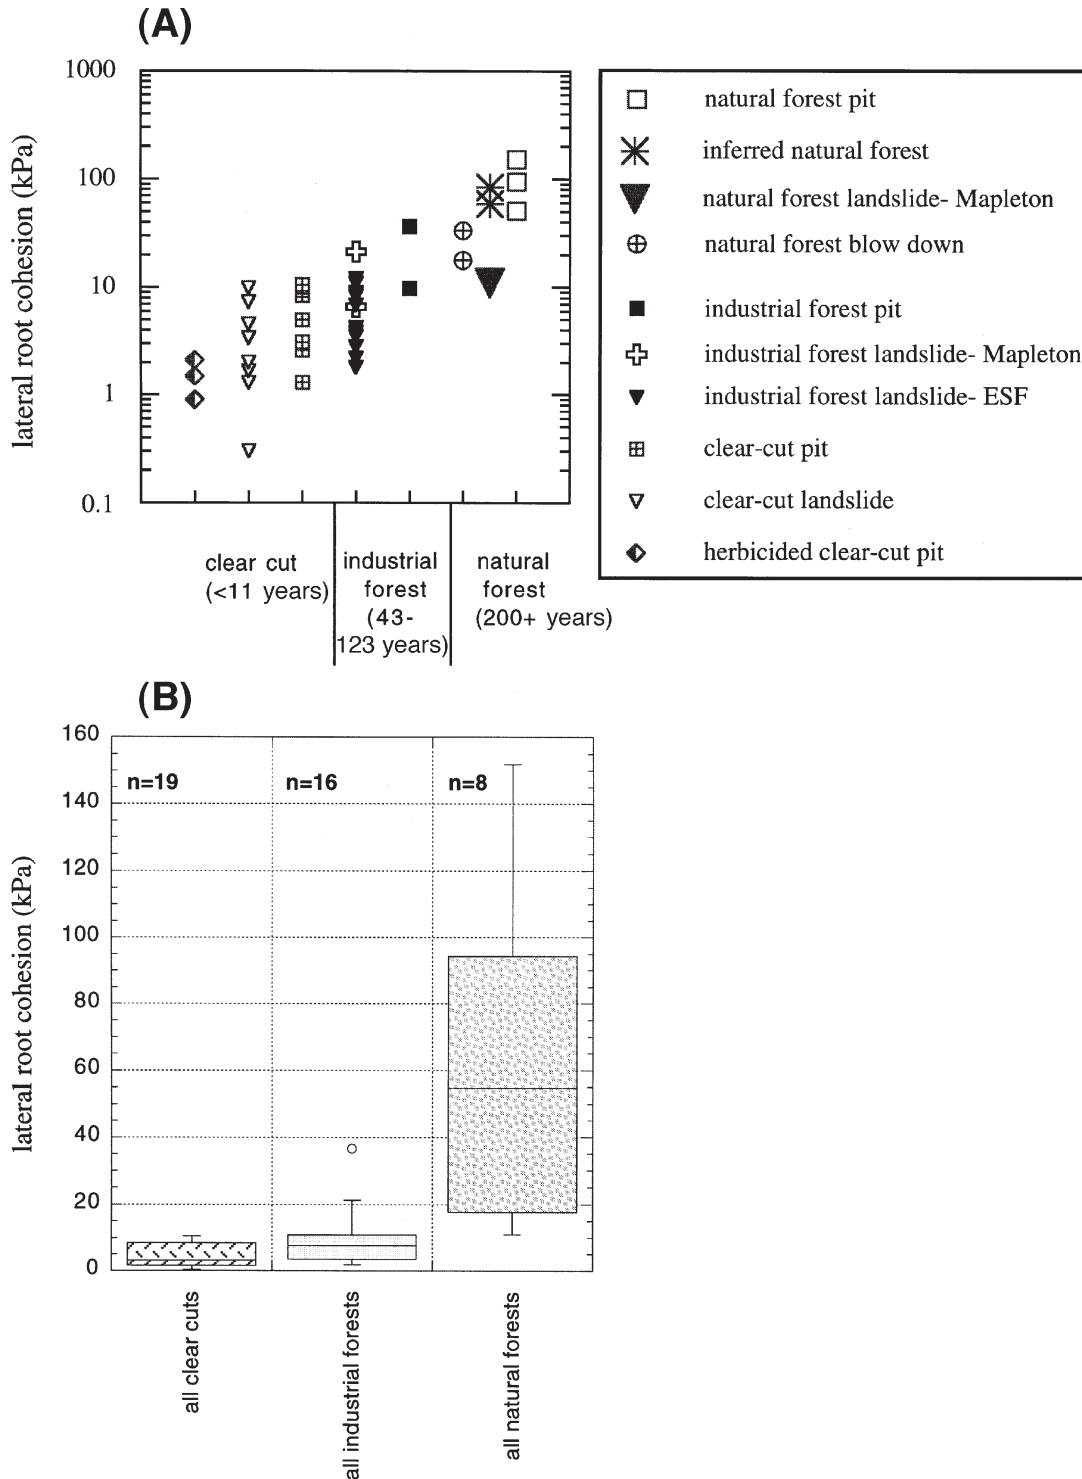 (A)
lateral root cohesion (kPa)
1000
100
10
1
0.1
clear cut
(<11 years)
industrial
forest
(43-
123 years)
natural
forest
(200+ years)
natural forest pit
inferred natural forest
natural forest landslide- Mapleton
natural forest blow down
industrial forest pit
industrial forest landslide- Mapleton
industrial forest landslide- ESF
clear-cut pit
clear-cut landslide
herbicided clear-cut pit
(B)
lateral root cohesion (kPa)
160
140
120
100
80
60
40
20
0
n=19
n=16
n=8
all clear cuts
all industrial forests
all natural forests